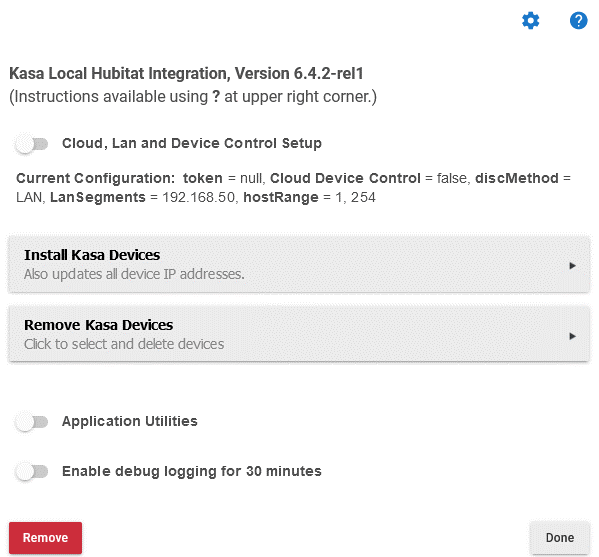 Kasa Local Hubitat Integration, Version 6.4.2-rel1
(Instructions available using ? at upper right corner.)
Cloud, Lan and Device Control Setup
Current Configuration: token = null, Cloud Device Control = false, discMethod =
LAN, LanSegments = 192.168.50, hostRange = 1, 254
Install Kasa Devices
Also updates all device IP addresses.
Remove Kasa Devices
Click to select and delete devices
Application Utilities
Enable debug logging for 30 minutes
Remove
Done